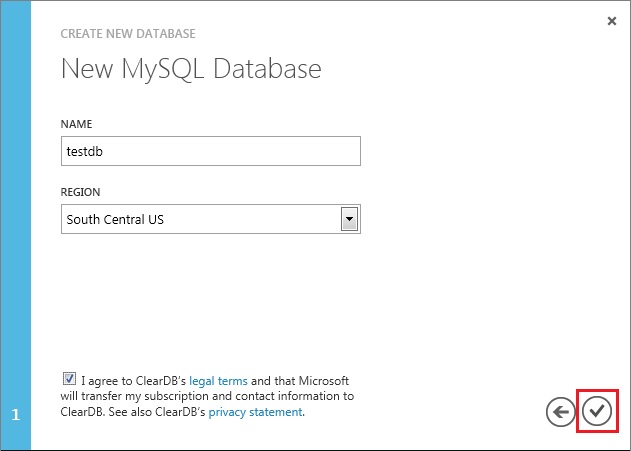 CREATE NEW DATABASE
New MySQL Database
NAME
testdb
REGION
South Central US
I agree to ClearDB's legal terms and that Microsoft
will transfer my subscription and contact information to
ClearDB. See also ClearDB's privacy statement.
1